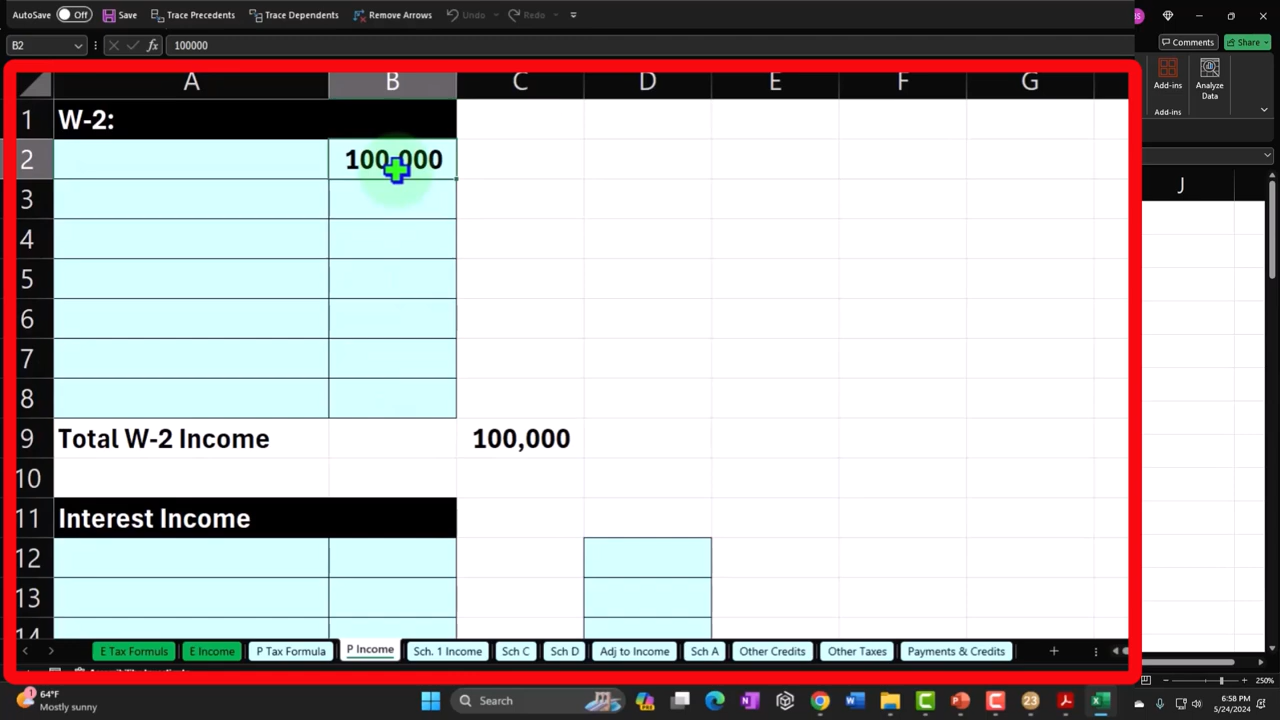 AutoSave Off Save Trace Precedents Trace Dependents Remove Arrows Undo Redo
Comments Share
B2 fx 100000
Add-ins Analyze Data
Add-ins
A B C D E F G J
1 W-2:
2 100,000
3
4
5
6
7
8
9 Total W-2 Income 100,000
10
11 Interest Income
12
13
14
E Tax Formulas E Income P Tax Formula P Income Sch. 1 Income Sch C Sch D Adj to Income Sch A Other Credits Other Taxes Payments & Credits
250%
64°F
Mostly sunny
Search
6:58 PM
5/24/2024